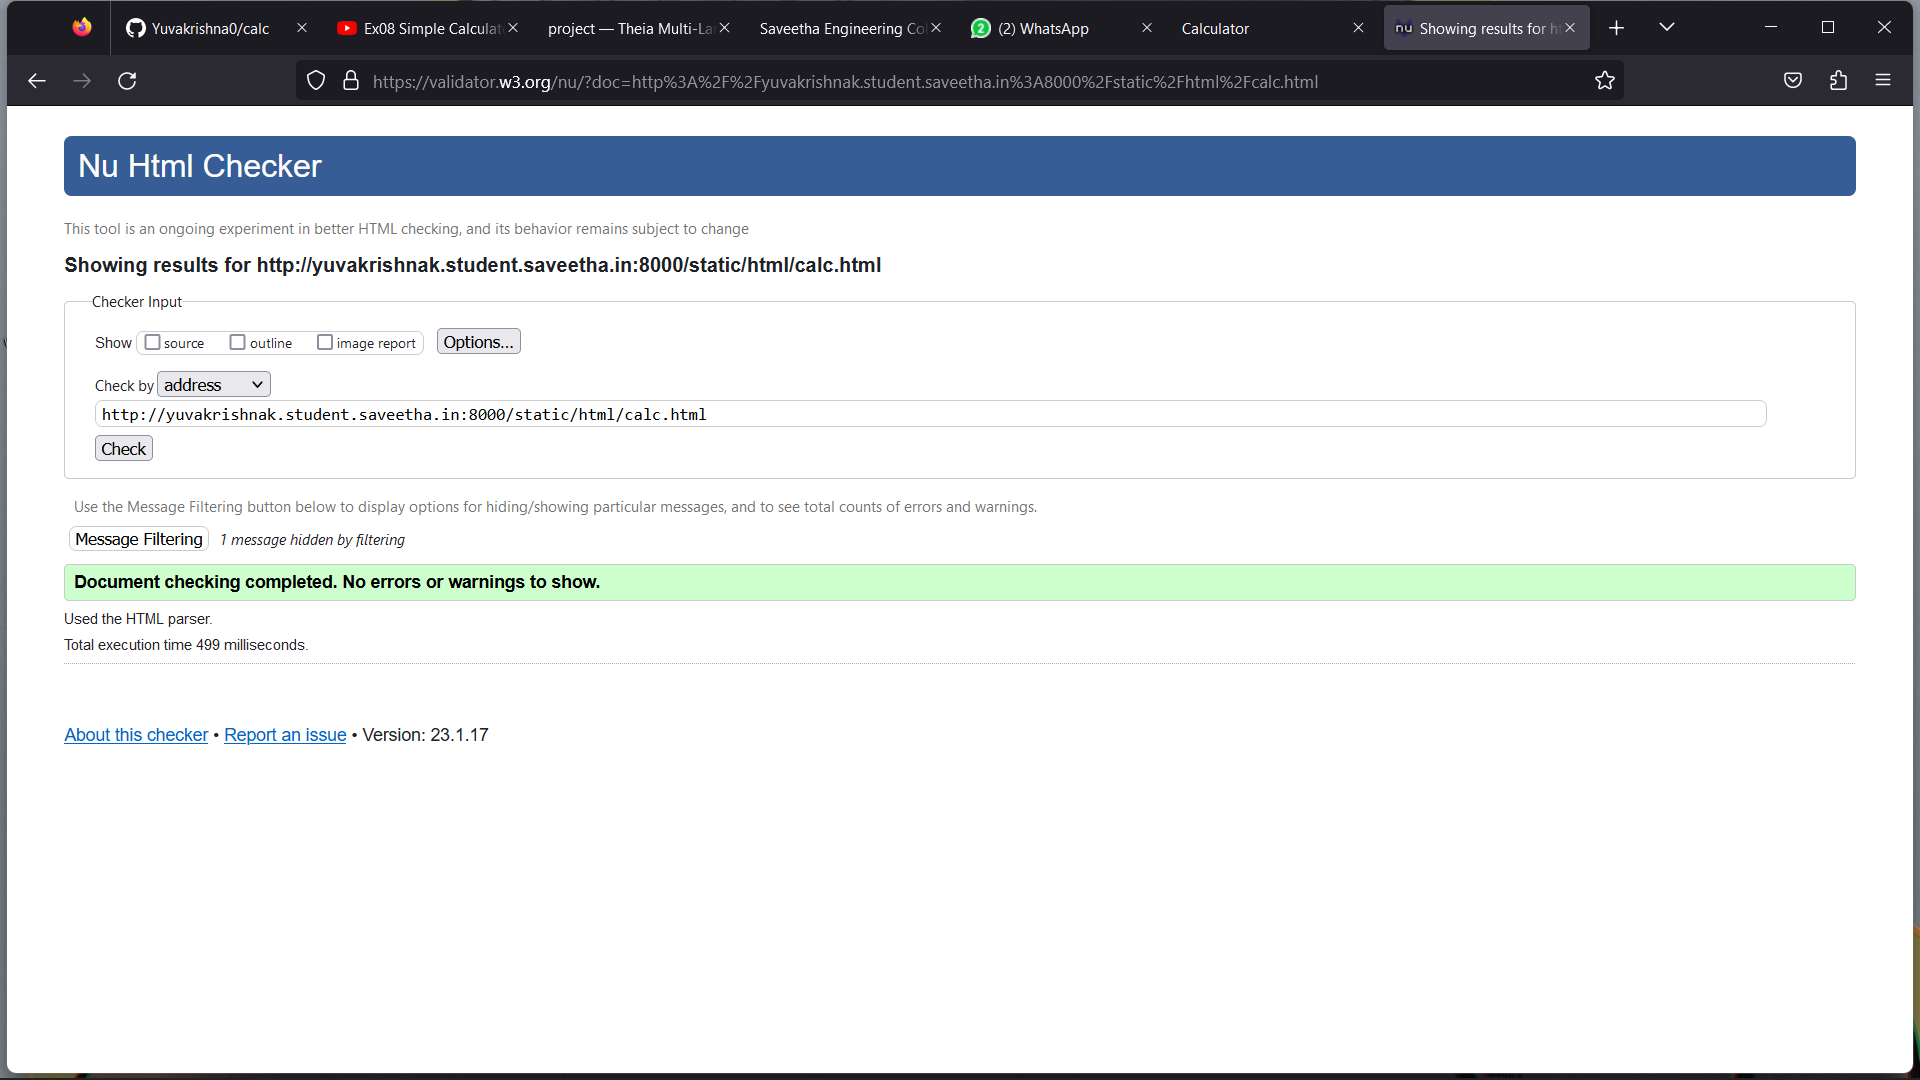 Yuvakrishna0/calc
Ex08 Simple Calculat
project — Theia Multi-La
Saveetha Engineering Co
(2) WhatsApp
Calculator
nu Showing results for h
https://validator.w3.org/nu/?doc=http%3A%2F%2Fyuvakrishnak.student.saveetha.in%3A8000%2Fstatic%2Fhtml%2Fcalc.html
Nu Html Checker
This tool is an ongoing experiment in better HTML checking, and its behavior remains subject to change
Showing results for http://yuvakrishnak.student.saveetha.in:8000/static/html/calc.html
Checker Input
Show source outline image report Options...
Check by address
http://yuvakrishnak.student.saveetha.in:8000/static/html/calc.html
Check
Use the Message Filtering button below to display options for hiding/showing particular messages, and to see total counts of errors and warnings.
Message Filtering 1 message hidden by filtering
Document checking completed. No errors or warnings to show.
Used the HTML parser.
Total execution time 499 milliseconds.
About this checker • Report an issue • Version: 23.1.17